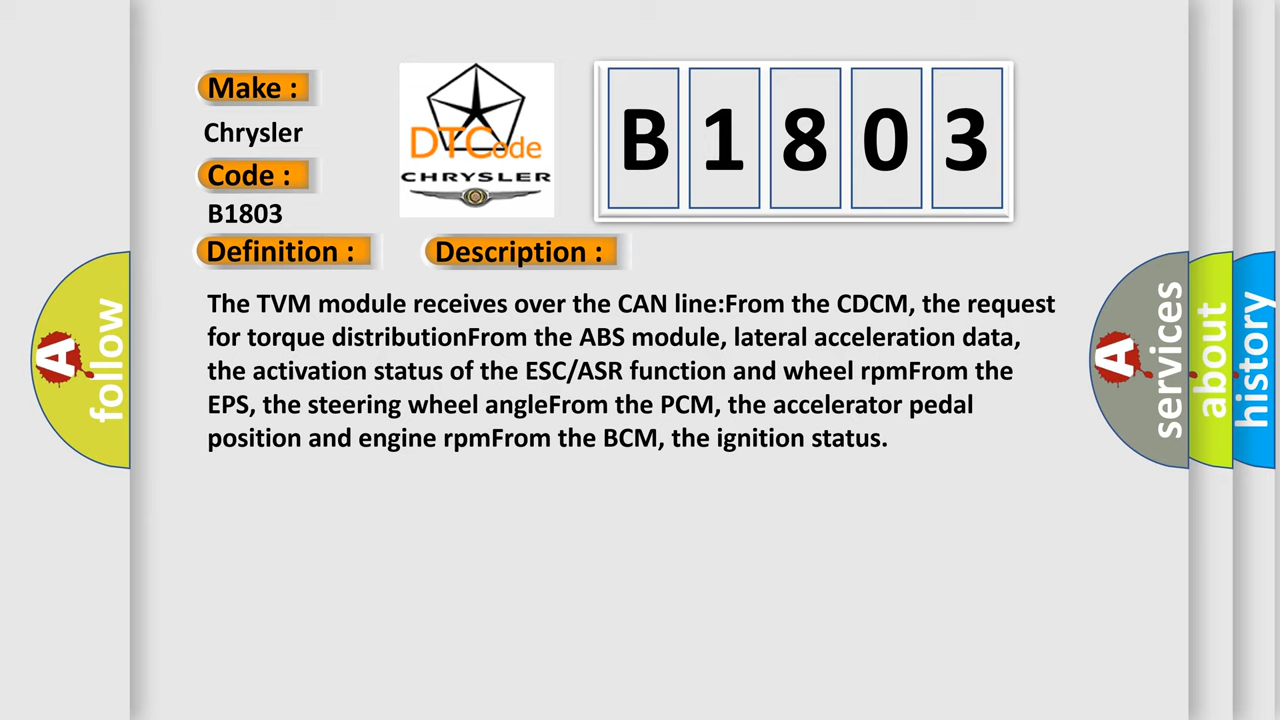 Make :
Chrysler
Code :
B1803
DTCode
CHRYSLER
B 1 8 0 3
Definition :
Description :
The TVM module receives over the CAN line:From the CDCM, the request
for torque distributionFrom the ABS module, lateral acceleration data,
the activation status of the ESC/ASR function and wheel rpmFrom the
EPS, the steering wheel angleFrom the PCM, the accelerator pedal
position and engine rpmFrom the BCM, the ignition status.
A follow
A services
about
history